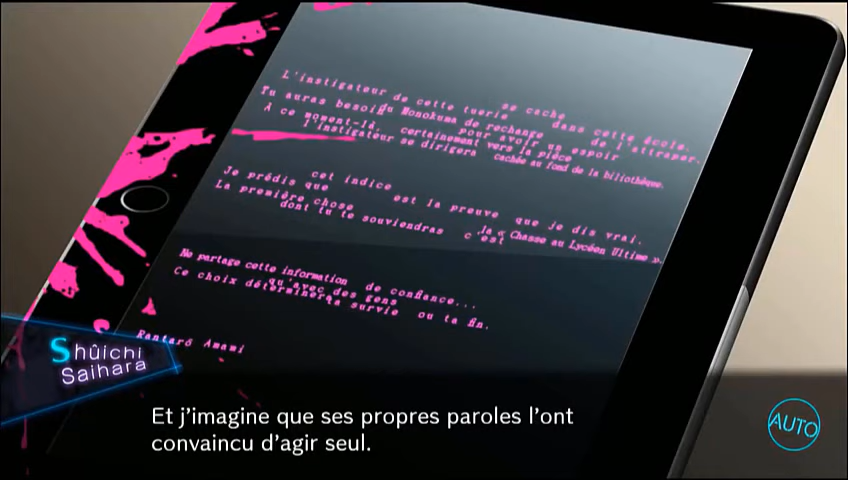 L'instigateur de cette tuerie se cache dans cette école.
Tu auras besoin du Monokuma de rechange pour avoir un espoir de l'attraper.
À ce moment-là, l'instigateur se dirigera certainement vers la pièce cachée au fond de la biliothèque.
Je prédis que cet indice est la preuve que je dis vrai.
La première chose dont tu te souviendras c'est la « Chasse au Lycéen Ultime ».
Ne partage cette information qu'avec des gens de confiance...
Ce choix déterminera ta survie ou ta fin.
Rantarô Amami
Shûichi
Saihara
Et j'imagine que ses propres paroles l'ont
convaincu d'agir seul.
AUTO